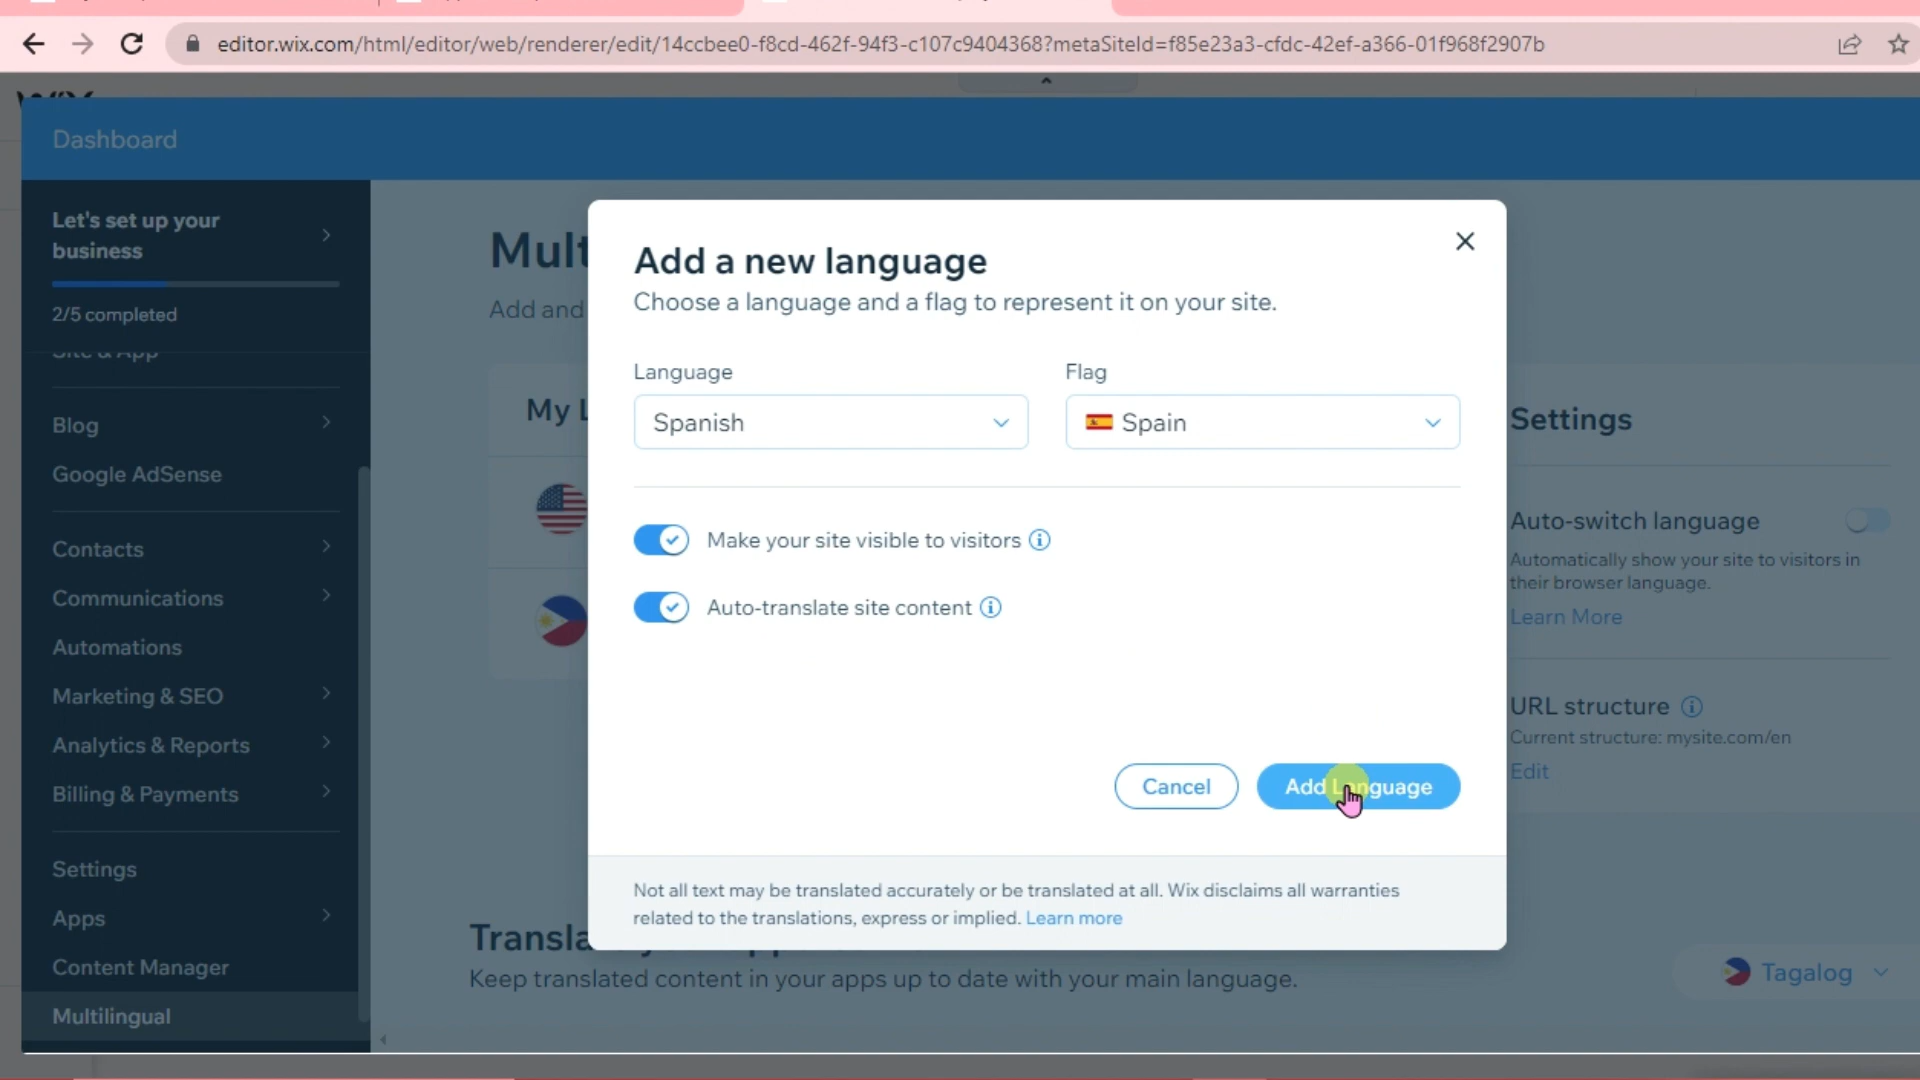 editor.wix.com/html/editor/web/renderer/edit/14ccbee0-f8cd-462f-94f3-c107c9404368?metaSiteId=f85e23a3-cfdc-42ef-a366-01f968f2907b
Dashboard
Let's set up your
business
2/5 completed
Site & App
Blog
Google AdSense
Contacts
Communications
Automations
Marketing & SEO
Analytics & Reports
Billing & Payments
Settings
Apps
Content Manager
Multilingual
Mult
Add and
My L
Add a new language
Choose a language and a flag to represent it on your site.
Language
Flag
Spanish
Spain
Make your site visible to visitors
Auto-translate site content
Cancel
Add Language
Not all text may be translated accurately or be translated at all. Wix disclaims all warranties
related to the translations, express or implied. Learn more
Settings
Auto-switch language
Automatically show your site to visitors in
their browser language.
Learn More
URL structure
Current structure: mysite.com/en
Edit
Transla
Keep translated content in your apps up to date with your main language.
Tagalog